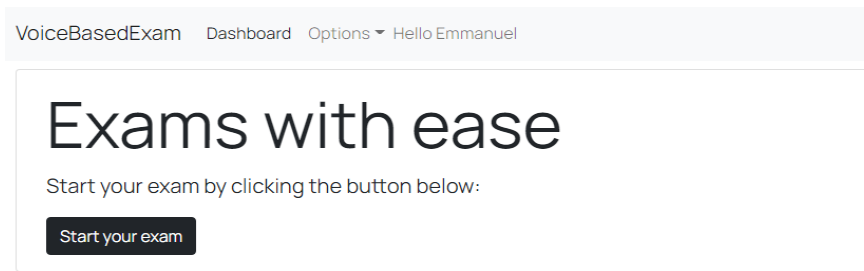 VoiceBasedExam Dashboard Options Hello Emmanuel
Exams with ease
Start your exam by clicking the button below:
Start your exam